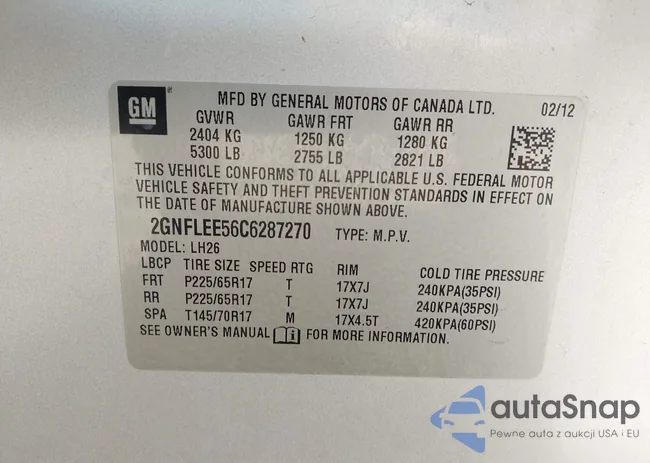 GM
MFD BY GENERAL MOTORS OF CANADA LTD. 02/12
GVWR GAWR FRT GAWR RR
2404 KG 1250 KG 1280 KG
5300 LB 2755 LB 2821 LB
THIS VEHICLE CONFORMS TO ALL APPLICABLE U.S. FEDERAL MOTOR
VEHICLE SAFETY AND THEFT PREVENTION STANDARDS IN EFFECT ON
THE DATE OF MANUFACTURE SHOWN ABOVE.
2GNFLEE56C6287270 TYPE: M.P.V.
MODEL: LH26
LBCP TIRE SIZE SPEED RTG RIM COLD TIRE PRESSURE
FRT P225/65R17 T 17X7J 240KPA(35PSI)
RR P225/65R17 T 17X7J 240KPA(35PSI)
SPA T145/70R17 M 17X4.5T 420KPA(60PSI)
SEE OWNER'S MANUAL FOR MORE INFORMATION.
autaSnap
Pewne auta z aukcji USA i EU